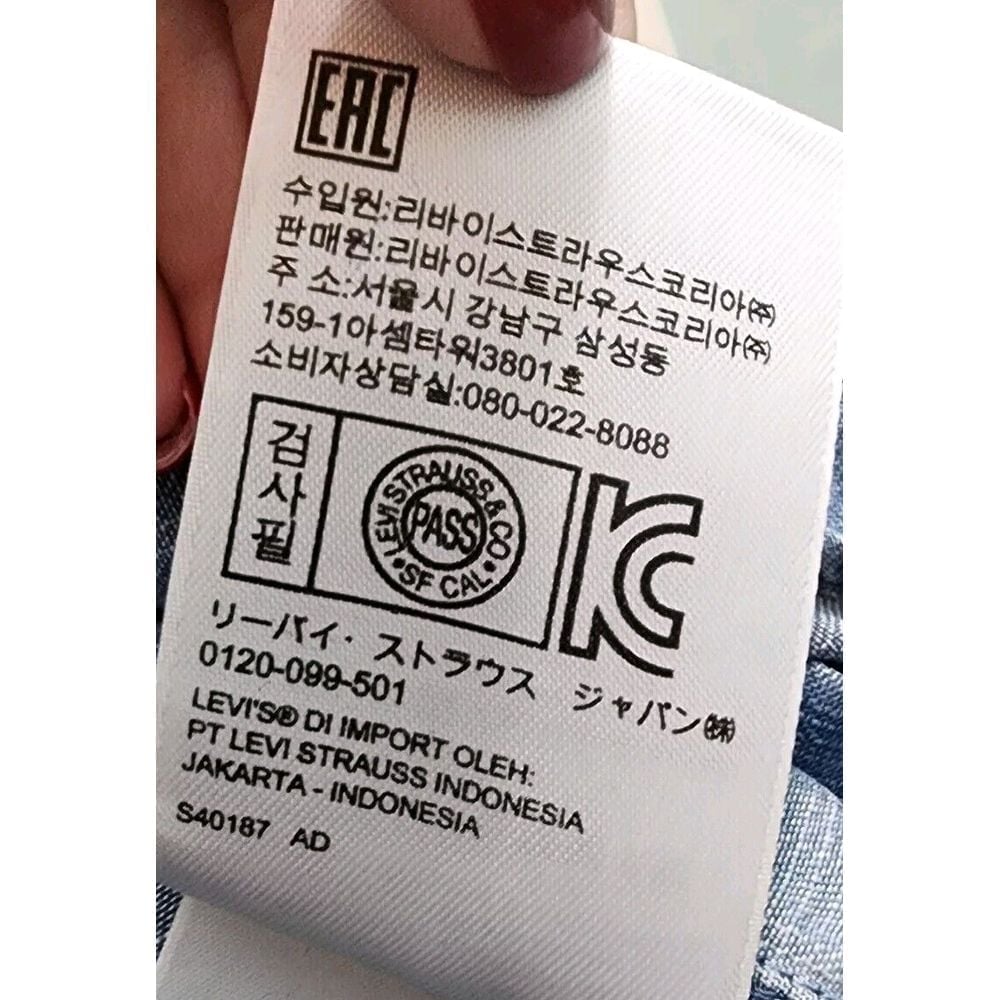 EAC
수입원:리바이스트라우스코리아㈜
판매원:리바이스트라우스코리아㈜
주 소:서울시 강남구 삼성동
159-1아셈타워3801호
소비자상담실:080-022-8088
검사필
LEVI STRAUSS & CO
PASS
•SF CAL•
KC
リーバイ・ストラウス ジャパン㈱
0120-099-501
LEVI'S® DI IMPORT OLEH:
PT LEVI STRAUSS INDONESIA
JAKARTA - INDONESIA
S40187 AD